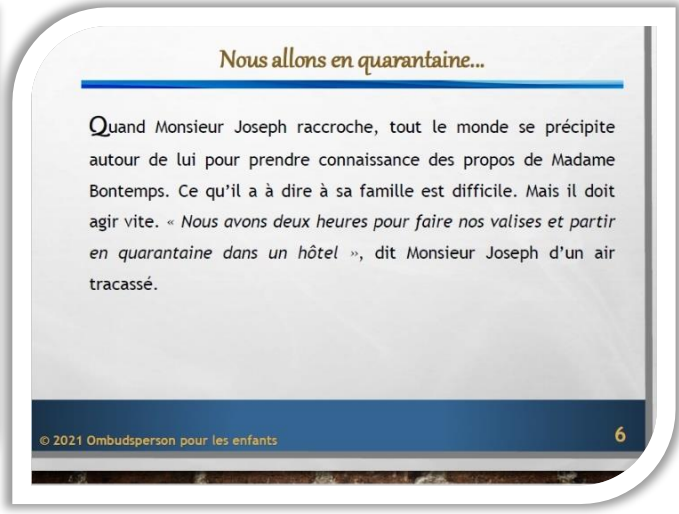 Nous allons en quarantaine...
Quand Monsieur Joseph raccroche, tout le monde se précipite
autour de lui pour prendre connaissance des propos de Madame
Bontemps. Ce qu'il a à dire à sa famille est difficile. Mais il doit
agir vite. « Nous avons deux heures pour faire nos valises et partir
en quarantaine dans un hôtel », dit Monsieur Joseph d'un air
tracassé.
© 2021 Ombudsperson pour les enfants
6